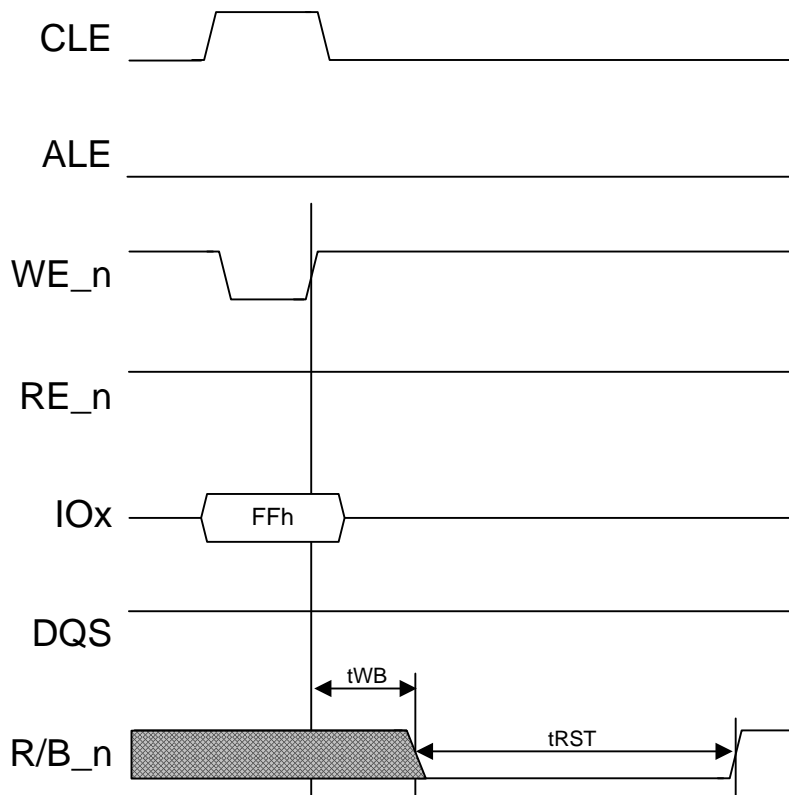 CLE
ALE
WE_n
RE_n
IOx
FFh
DQS
tWB
R/B_n
tRST